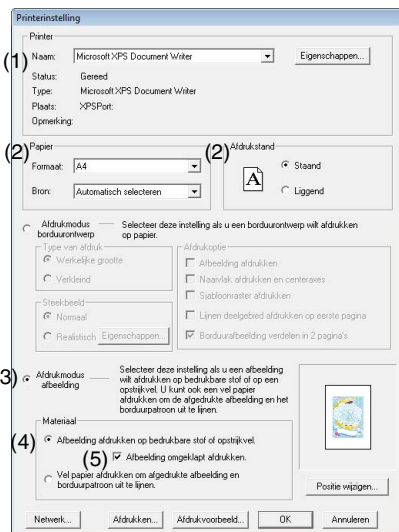 Printerinstelling
Printer
(1) Naam: Microsoft XPS Document Writer Eigenschappen...
Status: Gereed
Type: Microsoft XPS Document Writer
Plaats: XPSPort:
Opmerking:
(2) Papier (2) Afdrukstand
Formaat: A4
A Staand
Bron: Automatisch selecteren Liggend
Afdrukmodus borduurontwerp
Selecteer deze instelling als u een borduurontwerp wilt afdrukken
op papier.
Type van afdruk
Werkelijke grootte
Verkleind
Steekbeeld
Normaal
Realistisch Eigenschappen...
Afdrukoptie
Afbeelding afdrukken
Naaivlak afdrukken en centeraxes
Sjabloonraster afdrukken
Lijnen deelgebied afdrukken op eerste pagina
Borduurafbeelding verdelen in 2 pagina's
3) Afdrukmodus
afbeelding
Selecteer deze instelling als u een afbeelding
wilt afdrukken op bedrukbare stof of op een
opstrijkvel. U kunt ook een vel papier
afdrukken om de afgedrukte afbeelding en het
borduurpatroon uit te lijnen.
Materiaal
(4) Afbeelding afdrukken op bedrukbare stof of opstrijkvel.
(5) Afbeelding omgeklapt afdrukken.
Vel papier afdrukken om afgedrukte afbeelding en
borduurpatroon uit te lijnen.
Positie wijzigen...
Netwerk... Afdrukken... Afdrukvoorbeeld... OK Annuleren